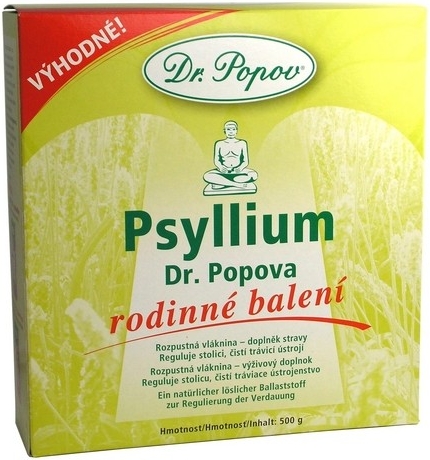 VÝHODNÉ!
Dr. Popov®
Psyllium
Dr. Popova
rodinné balení
Rozpustná vláknina – doplněk stravy
Reguluje stolici, čistí trávicí ústrojí
Rozpustná vláknina – výživový doplnok
Reguluje stolicu, čistí tráviace ústrojenstvo
Ein natürlicher löslicher Ballaststoff
zur Regulierung der Verdauung
Hmotnost/Hmotnosť/Inhalt: 500 g